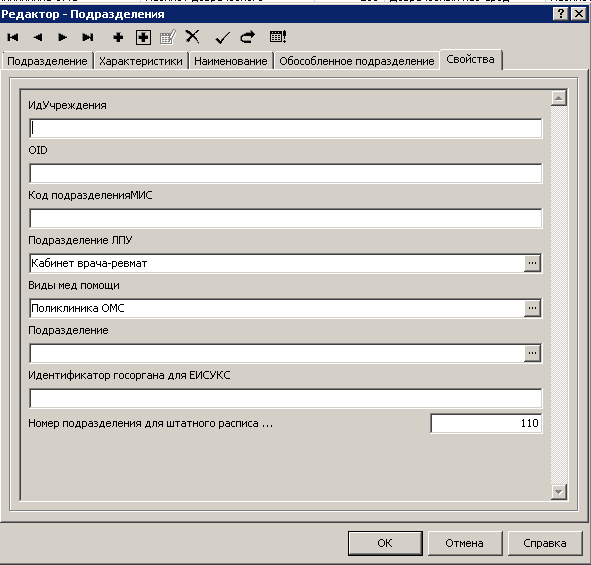 Редактор - Подразделения
Подразделение Характеристики Наименование Обособленное подразделение Свойства
ИдУчреждения
OID
Код подразделенияМИС
Подразделение ЛПУ
Кабинет врача-ревмат
Виды мед помощи
Поликлиника ОМС
Подразделение
Идентификатор госоргана для ЕИСУКС
Номер подразделения для штатного расписа ... 110
ОК Отмена Справка